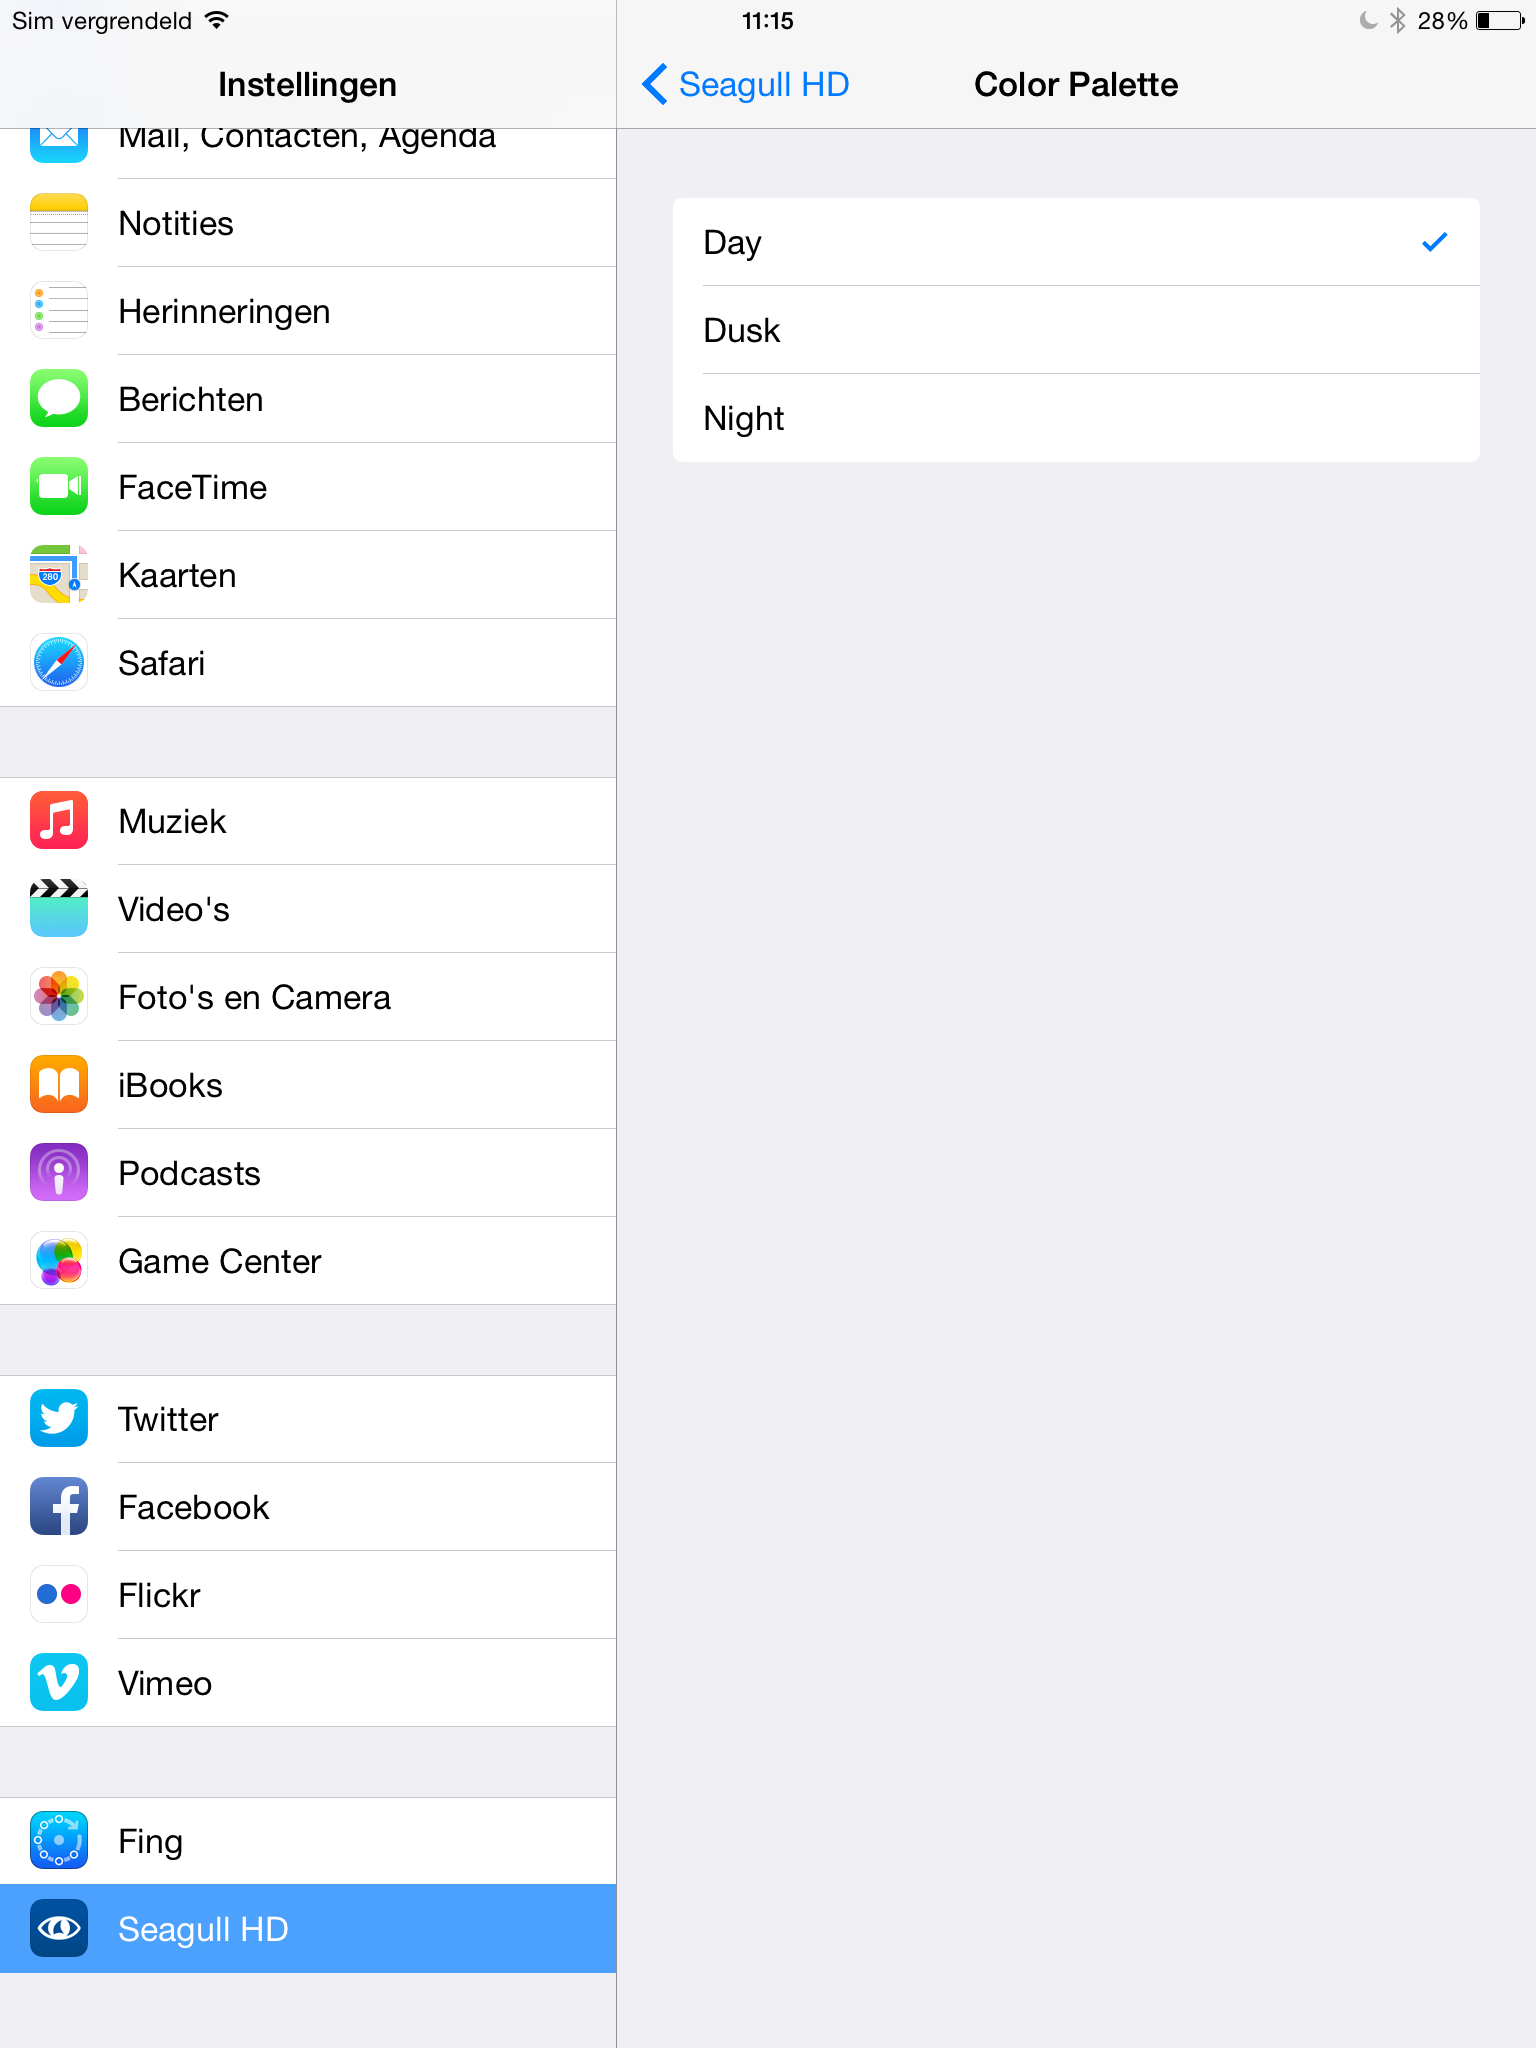 Sim vergrendeld
11:15
28%
Instellingen
Seagull HD
Color Palette
Mail, Contacten, Agenda
Notities
Herinneringen
Berichten
FaceTime
280
Kaarten
Safari
Muziek
Video's
Foto's en Camera
iBooks
Podcasts
Game Center
Twitter
Facebook
Flickr
Vimeo
Fing
Seagull HD
Day
Dusk
Night